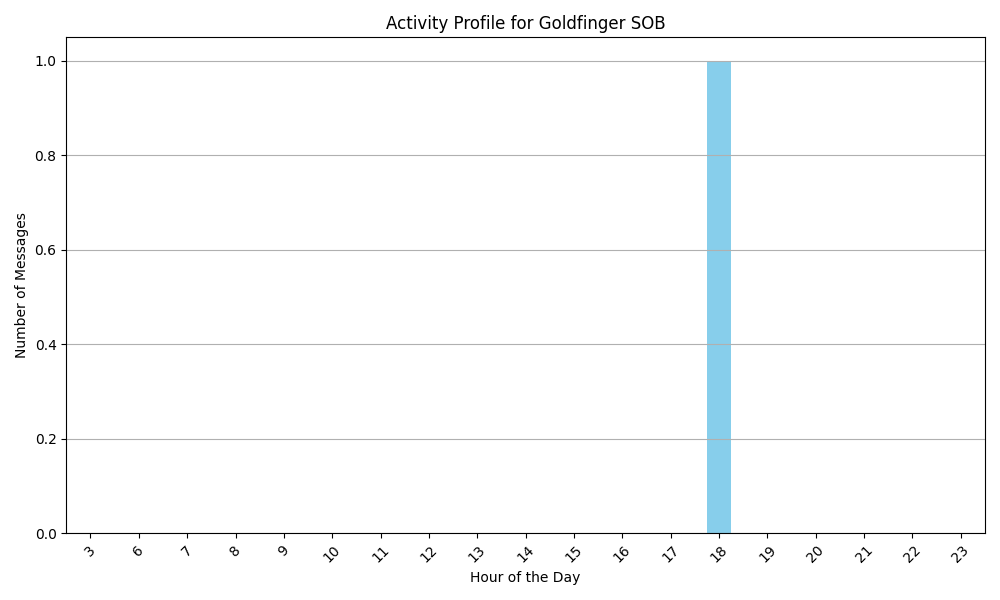 Activity Profile for Goldfinger SOB
Number of Messages
1.0
0.8
0.6
0.4
0.2
0.0
3 6 7 8 9 10 11 12 13 14 15 16 17 18 19 20 21 22 23
Hour of the Day